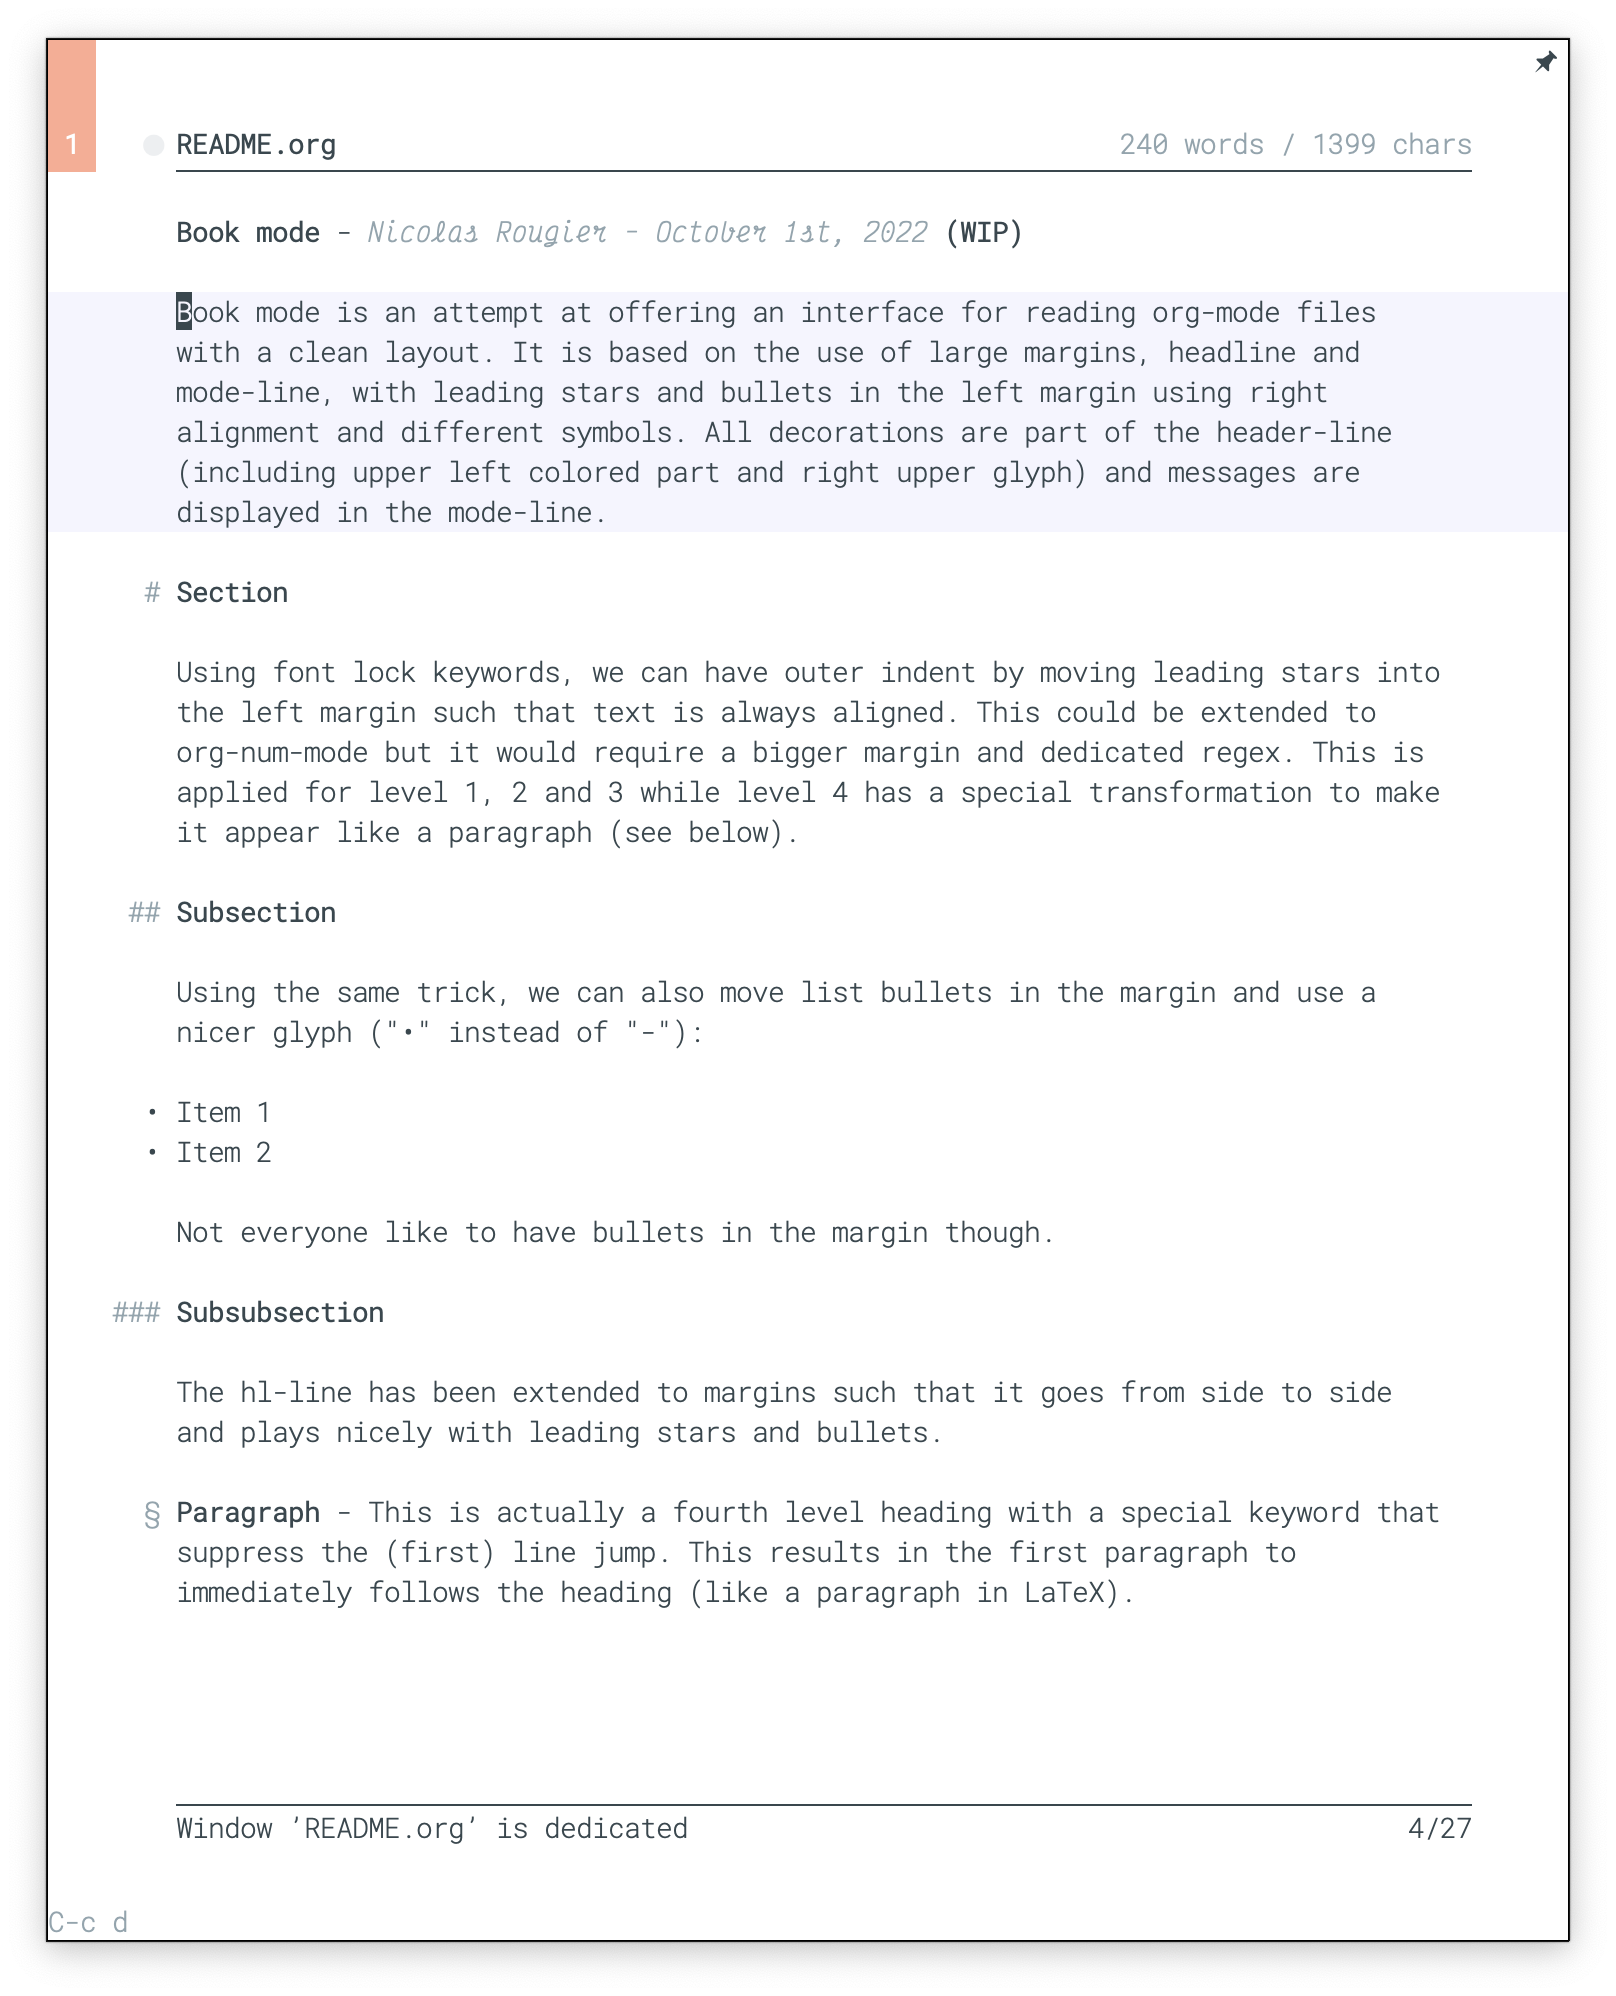 1 README.org 240 words / 1399 chars
Book mode - Nicolas Rougier - October 1st, 2022 (WIP)
Book mode is an attempt at offering an interface for reading org-mode files
with a clean layout. It is based on the use of large margins, headline and
mode-line, with leading stars and bullets in the left margin using right
alignment and different symbols. All decorations are part of the header-line
(including upper left colored part and right upper glyph) and messages are
displayed in the mode-line.
# Section
Using font lock keywords, we can have outer indent by moving leading stars into
the left margin such that text is always aligned. This could be extended to
org-num-mode but it would require a bigger margin and dedicated regex. This is
applied for level 1, 2 and 3 while level 4 has a special transformation to make
it appear like a paragraph (see below).
## Subsection
Using the same trick, we can also move list bullets in the margin and use a
nicer glyph ("•" instead of "-"):
• Item 1
• Item 2
Not everyone like to have bullets in the margin though.
### Subsubsection
The hl-line has been extended to margins such that it goes from side to side
and plays nicely with leading stars and bullets.
§ Paragraph - This is actually a fourth level heading with a special keyword that
suppress the (first) line jump. This results in the first paragraph to
immediately follows the heading (like a paragraph in LaTeX).
Window ’README.org’ is dedicated 4/27
C-c d